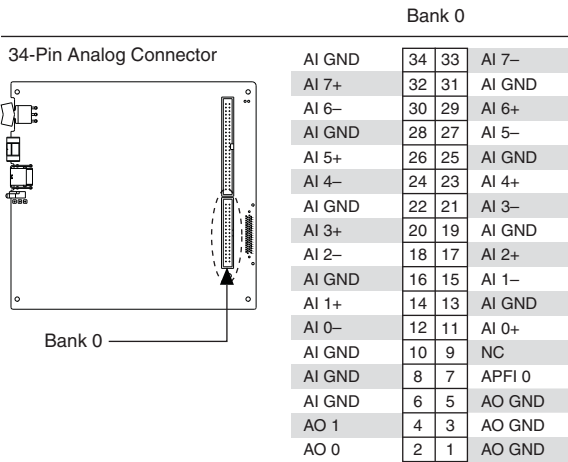 Bank 0
34-Pin Analog Connector
AI GND 34 33 AI 7–
AI 7+ 32 31 AI GND
AI 6– 30 29 AI 6+
AI GND 28 27 AI 5–
AI 5+ 26 25 AI GND
AI 4– 24 23 AI 4+
AI GND 22 21 AI 3–
AI 3+ 20 19 AI GND
AI 2– 18 17 AI 2+
AI GND 16 15 AI 1–
AI 1+ 14 13 AI GND
AI 0– 12 11 AI 0+
AI GND 10 9 NC
AI GND 8 7 APFI 0
AI GND 6 5 AO GND
AO 1 4 3 AO GND
AO 0 2 1 AO GND
Bank 0